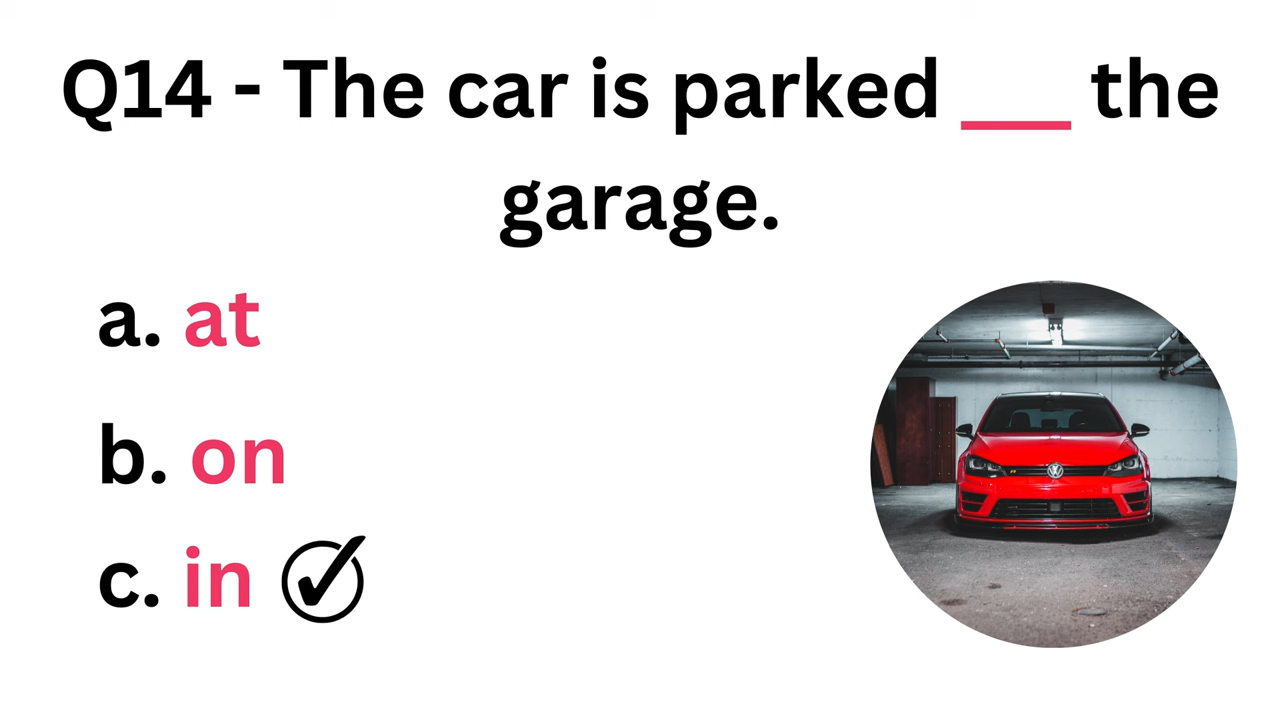 Q14 - The car is parked ___ the
garage.
a. at
b. on
c. in